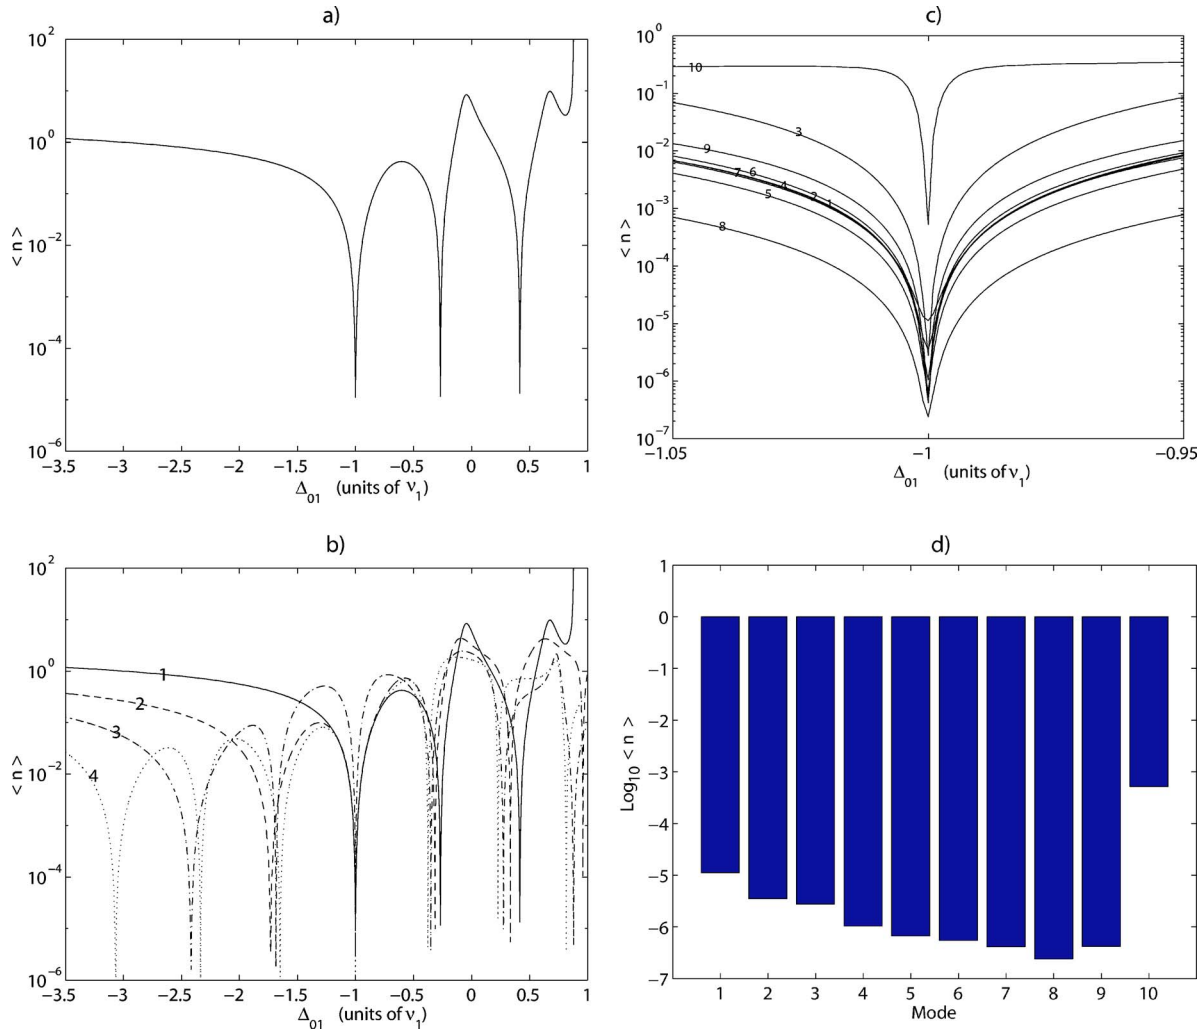 a)
10^2
10^0
10^-2
10^-4
10^-6
< n >
−3.5 −3 −2.5 −2 −1.5 −1 −0.5 0 0.5 1
Δ01 (units of ν1)
c)
10^0
10^-1
10^-2
10^-3
10^-4
10^-5
10^-6
10^-7
< n >
10
3
9
7 6 4
5 2 1
8
−1.05 −1 −0.95
Δ01 (units of ν1)
b)
10^2
10^0
10^-2
10^-4
10^-6
< n >
1
2
3
4
−3.5 −3 −2.5 −2 −1.5 −1 −0.5 0 0.5 1
Δ01 (units of ν1)
d)
1
0
−1
−2
−3
−4
−5
−6
−7
Log10 < n >
1 2 3 4 5 6 7 8 9 10
Mode